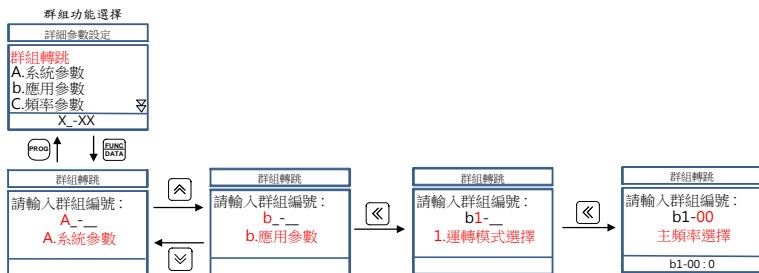 群組功能選擇
詳細參數設定
群組轉跳
A.系統參數
b.應用參數
C.頻率參數
X_-XX
PROG
FUNC
DATA
群組轉跳
請輸入群組編號：
A_-__
A.系統參數
群組轉跳
請輸入群組編號：
b_-__
b.應用參數
群組轉跳
請輸入群組編號：
b1-__
1.運轉模式選擇
群組轉跳
請輸入群組編號：
b1-00
主頻率選擇
b1-00 : 0